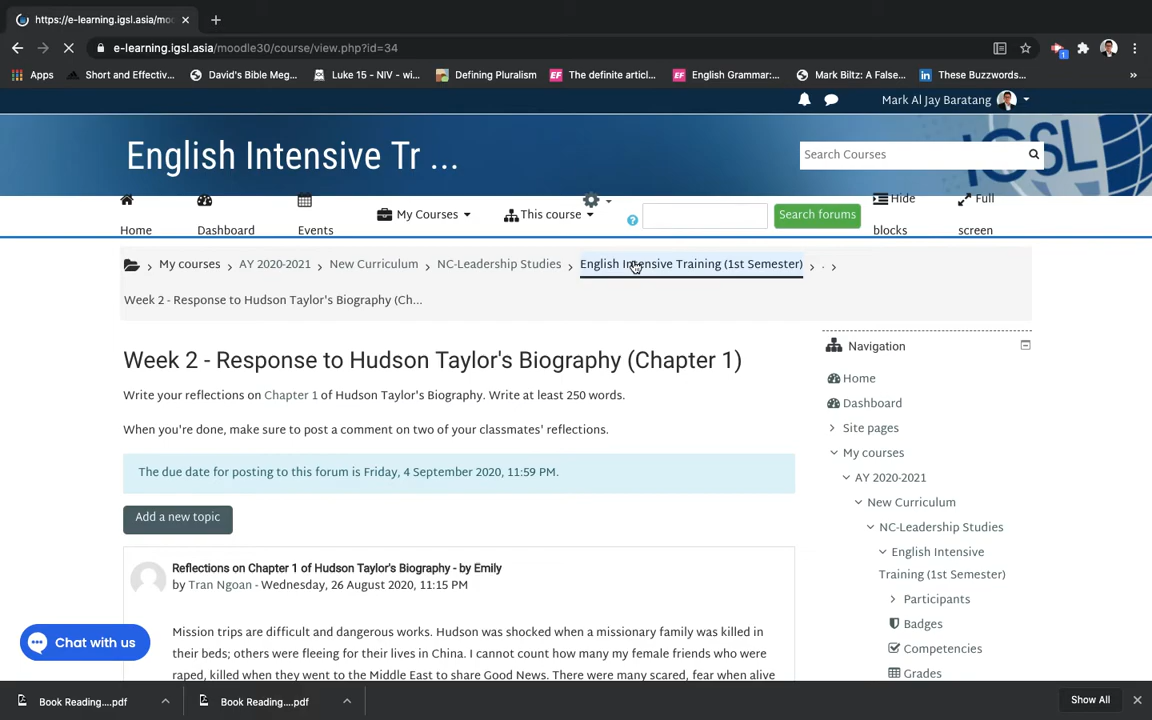 https://e-learning.igsl.asia/moo
e-learning.igsl.asia/moodle30/course/view.php?id=34
Apps Short and Effectiv... David's Bible Meg... Luke 15 - NIV - wi... Defining Pluralism The definite articl... English Grammar:... Mark Biltz: A False... These Buzzwords...
Mark Al Jay Baratang
English Intensive Tr ...
IGSL
Search Courses
Home Dashboard Events My Courses This course Search forums Hide blocks Full screen
My courses AY 2020-2021 New Curriculum NC-Leadership Studies English Intensive Training (1st Semester) .
Week 2 - Response to Hudson Taylor's Biography (Ch...
Week 2 - Response to Hudson Taylor's Biography (Chapter 1)
Write your reflections on Chapter 1 of Hudson Taylor's Biography. Write at least 250 words.
When you're done, make sure to post a comment on two of your classmates' reflections.
The due date for posting to this forum is Friday, 4 September 2020, 11:59 PM.
Add a new topic
Reflections on Chapter 1 of Hudson Taylor's Biography - by Emily
by Tran Ngoan - Wednesday, 26 August 2020, 11:15 PM
Mission trips are difficult and dangerous works. Hudson was shocked when a missionary family was killed in
their beds; others were fleeing for their lives in China. I cannot count how many my female friends who were
raped, killed when they went to the Middle East to share Good News. There were many scared, fear when alive
Navigation
Home
Dashboard
Site pages
My courses
AY 2020-2021
New Curriculum
NC-Leadership Studies
English Intensive
Training (1st Semester)
Participants
Badges
Competencies
Grades
Chat with us
Book Reading....pdf Book Reading....pdf Show All